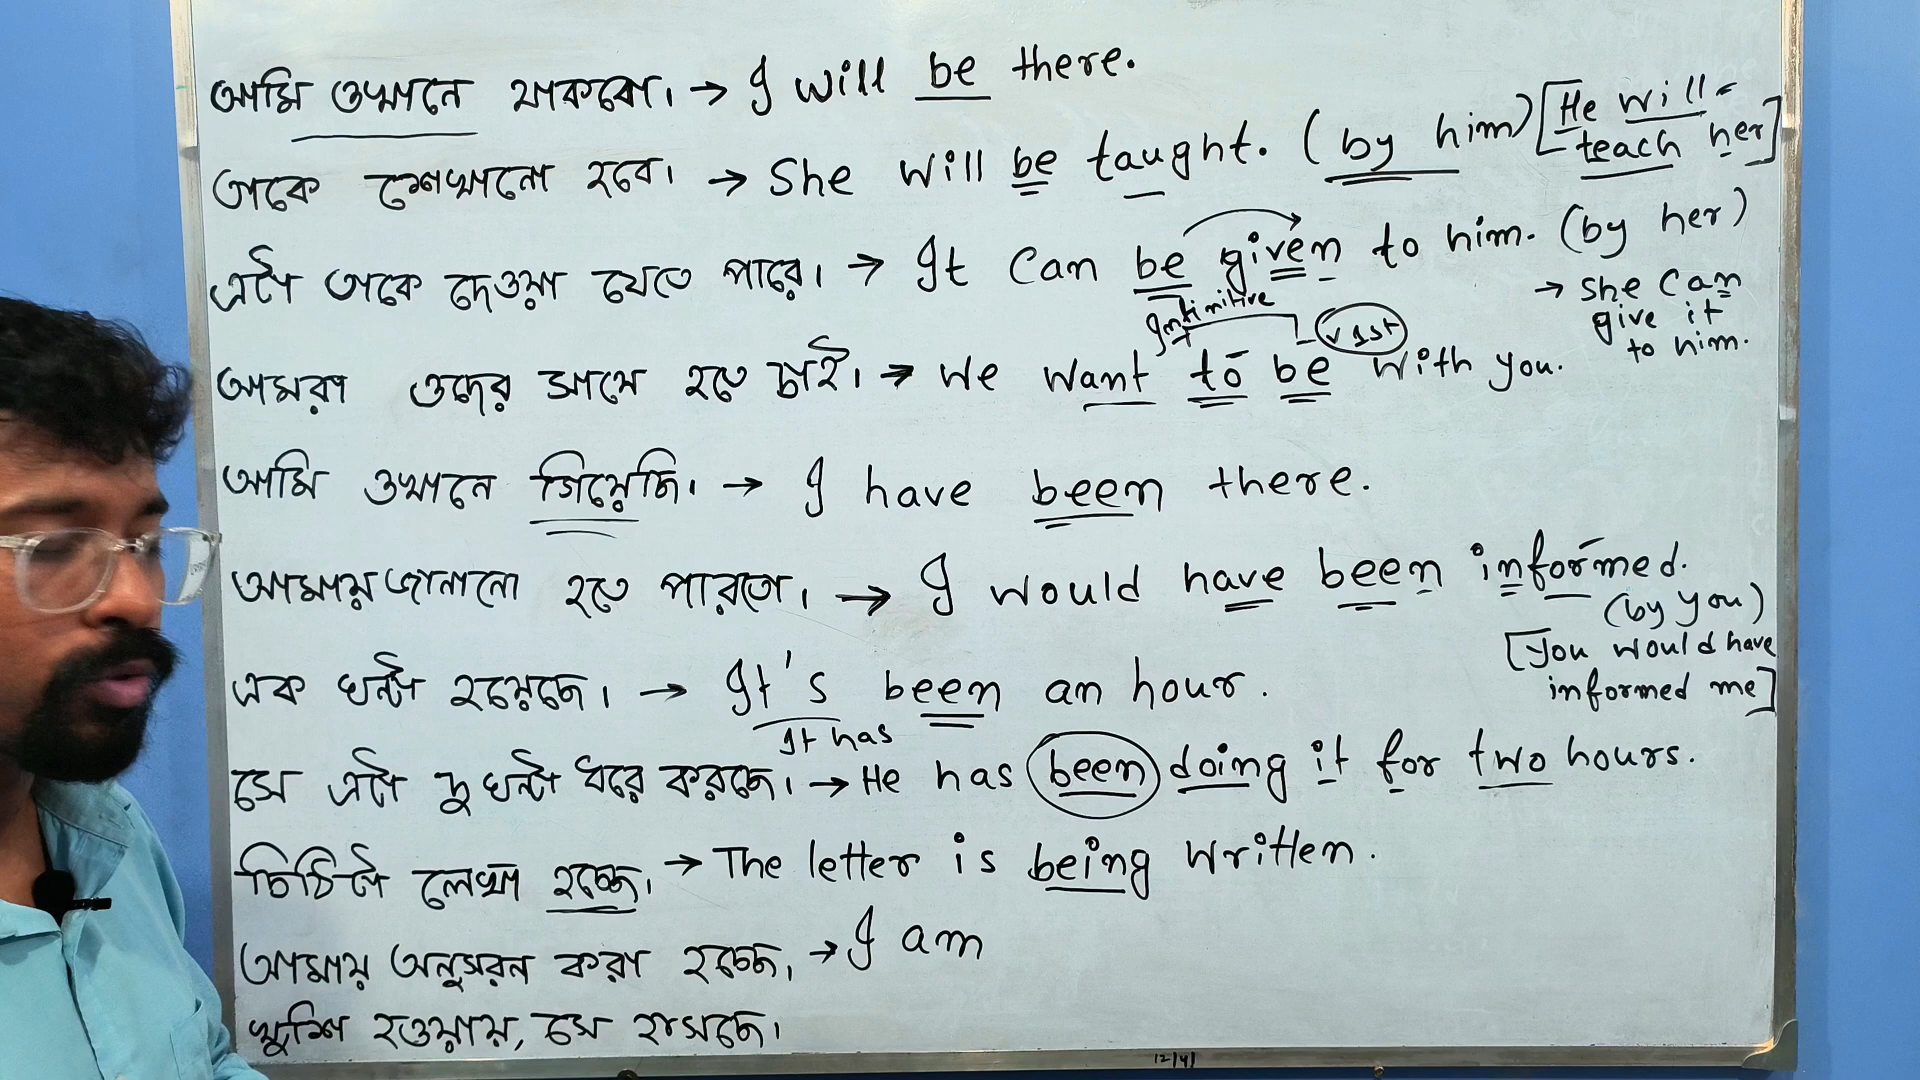 আমি ওখানে থাকবো। → I will be there.
তাকে শেখানো হবে। → She will be taught. (by him) [He will teach her]
এটা তাকে দেওয়া যেতে পারে। → It can be given to him. (by her)
→ she can give it to him.
Infinitive
V1st
আমরা ওদের সাথে হতে চাই। → We want to be with you.
আমি ওখানে গিয়েছি। → I have been there.
আমায় জানানো হতে পারতো। → I would have been informed.
(by you)
[You would have informed me]
এক ঘন্টা হয়েছে। → It's been an hour.
It has
সে এটা দু ঘন্টা ধরে করছে। → He has been doing it for two hours.
চিঠিটা লেখা হচ্ছে। → The letter is being written.
আমায় অনুসরন করা হচ্ছে। → I am
খুশি হওয়ায়, সে হাসছে।